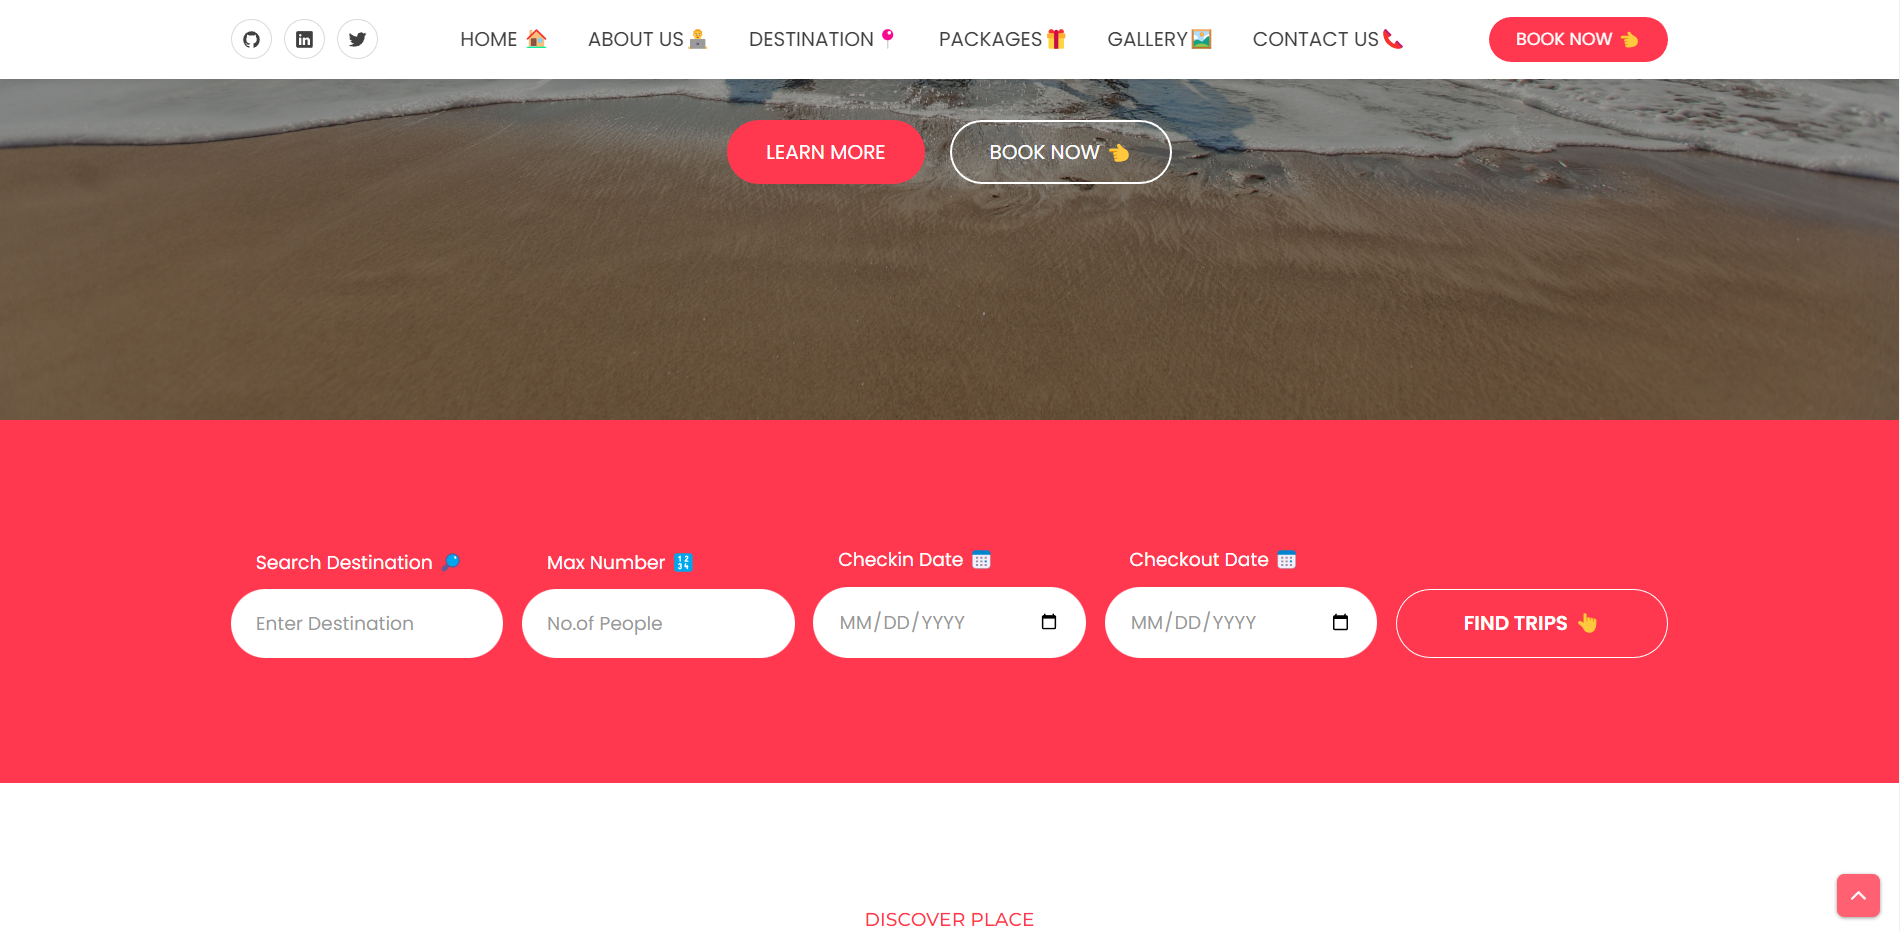 HOME 🏠 ABOUT US🧑‍💻 DESTINATION📍 PACKAGES🎁 GALLERY🖼️ CONTACT US📞 BOOK NOW 👈
LEARN MORE BOOK NOW 👈
Search Destination 🔎 Max Number 🔢 Checkin Date 📅 Checkout Date 📅
Enter Destination No.of People MM/DD/YYYY MM/DD/YYYY FIND TRIPS 👆
DISCOVER PLACE